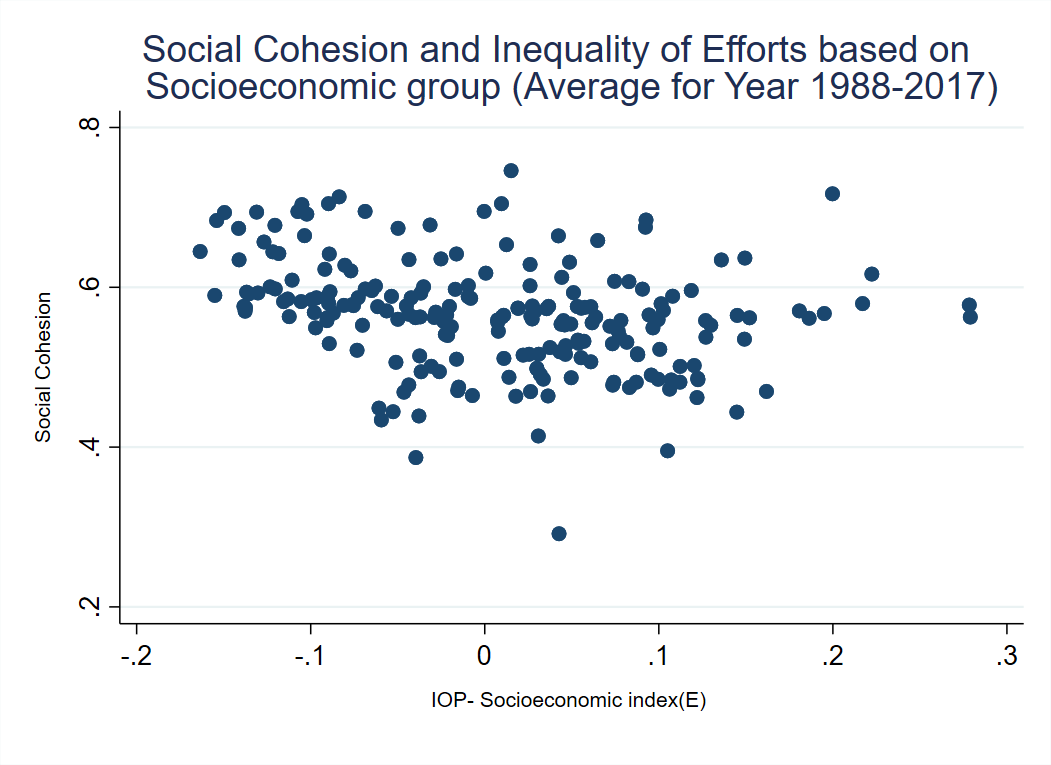 Social Cohesion and Inequality of Efforts based on
Socioeconomic group (Average for Year 1988-2017)
.8
.6
.4
.2
Social Cohesion
-.2 -.1 0 .1 .2 .3
IOP- Socioeconomic index(E)